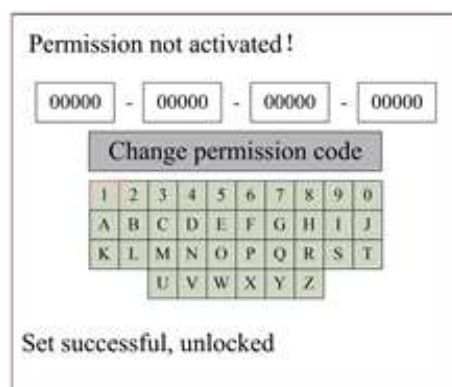 Permission not activated!
00000 - 00000 - 00000 - 00000
Change permission code
1 2 3 4 5 6 7 8 9 0
A B C D E F G H I J
K L M N O P Q R S T
U V W X Y Z
Set successful, unlocked